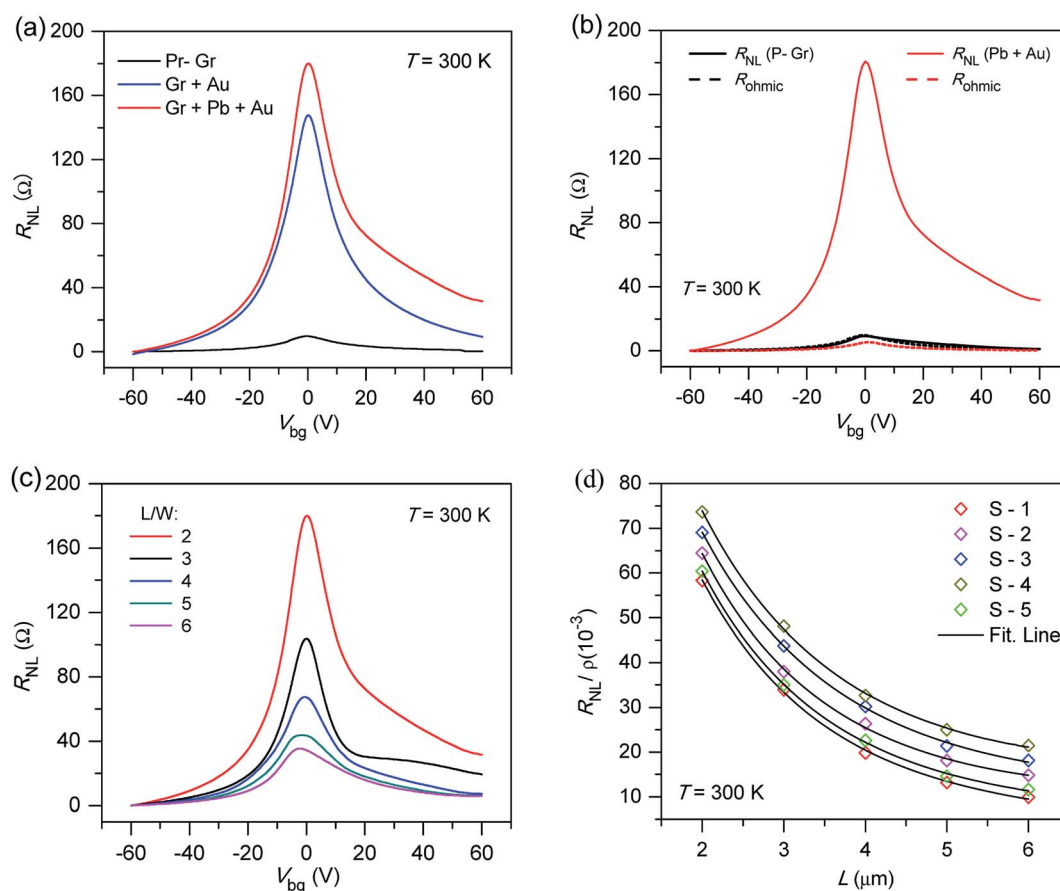 (a)
200
160
120
80
40
0
R_NL (Ω)
Pr- Gr
Gr + Au
Gr + Pb + Au
T = 300 K
-60 -40 -20 0 20 40 60
V_bg (V)
(b)
200
160
120
80
40
0
R_NL (Ω)
R_NL (P- Gr) R_NL (Pb + Au)
R_ohmic R_ohmic
T = 300 K
-60 -40 -20 0 20 40 60
V_bg (V)
(c)
200
160
120
80
40
0
R_NL (Ω)
L/W:
2
3
4
5
6
T = 300 K
-60 -40 -20 0 20 40 60
V_bg (V)
(d)
80
70
60
50
40
30
20
10
R_NL/ ρ(10⁻³)
S - 1
S - 2
S - 3
S - 4
S - 5
Fit. Line
T = 300 K
2 3 4 5 6
L (μm)